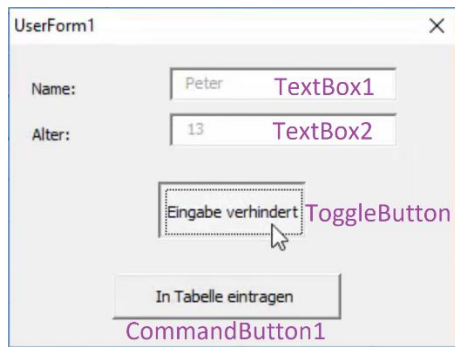 UserForm1
Name: Peter TextBox1
Alter: 13 TextBox2
Eingabe verhindert ToggleButton
In Tabelle eintragen
CommandButton1